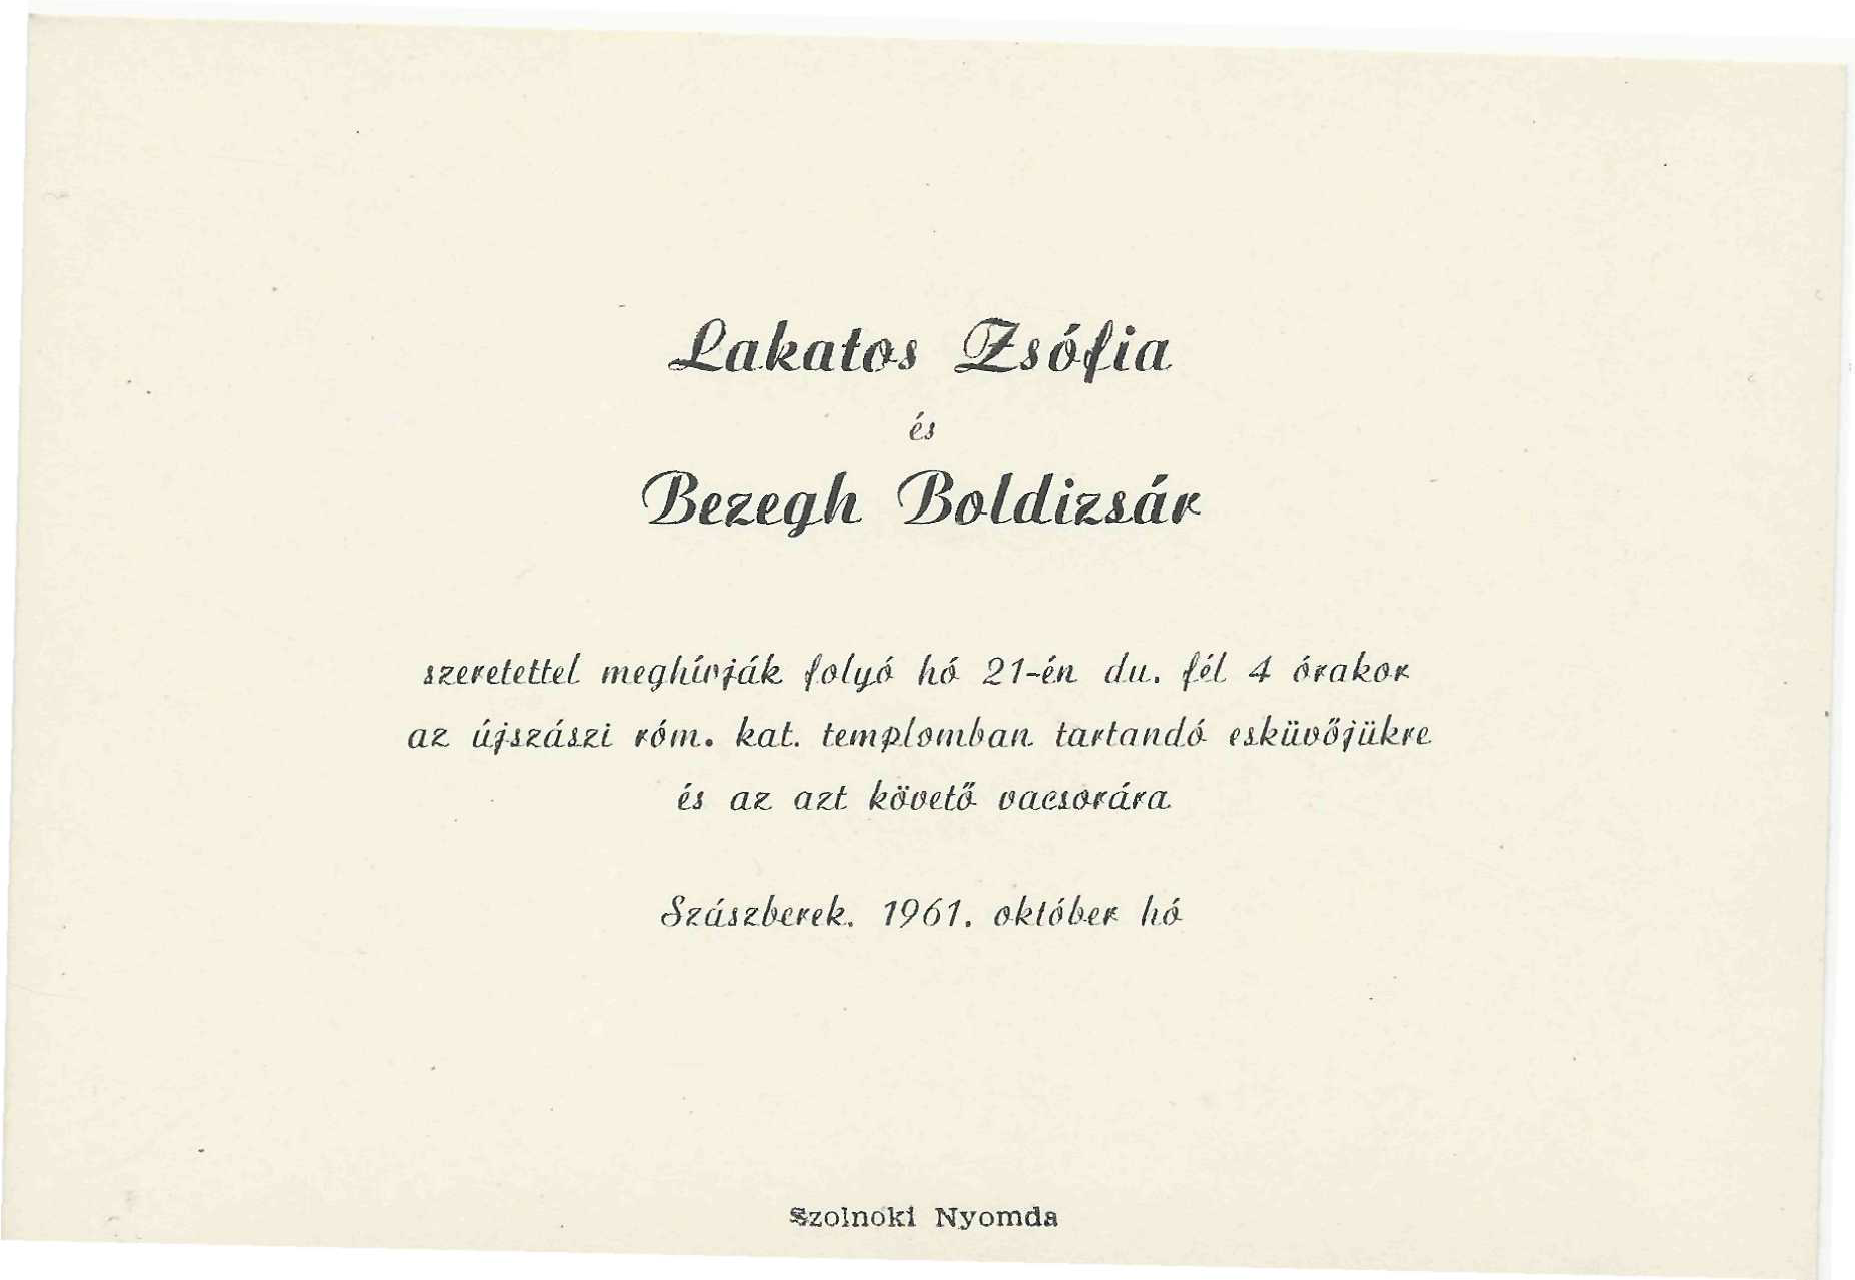 Lakatos Zsófia
és
Bezegh Boldizsár
szeretettel meghívják folyó hó 21-én du. fél 4 órakor
az újszászi róm. kat. templomban tartandó esküvőjükre
és az azt követő vacsorára
Szászberek. 1961. október hó
Szolnoki Nyomda